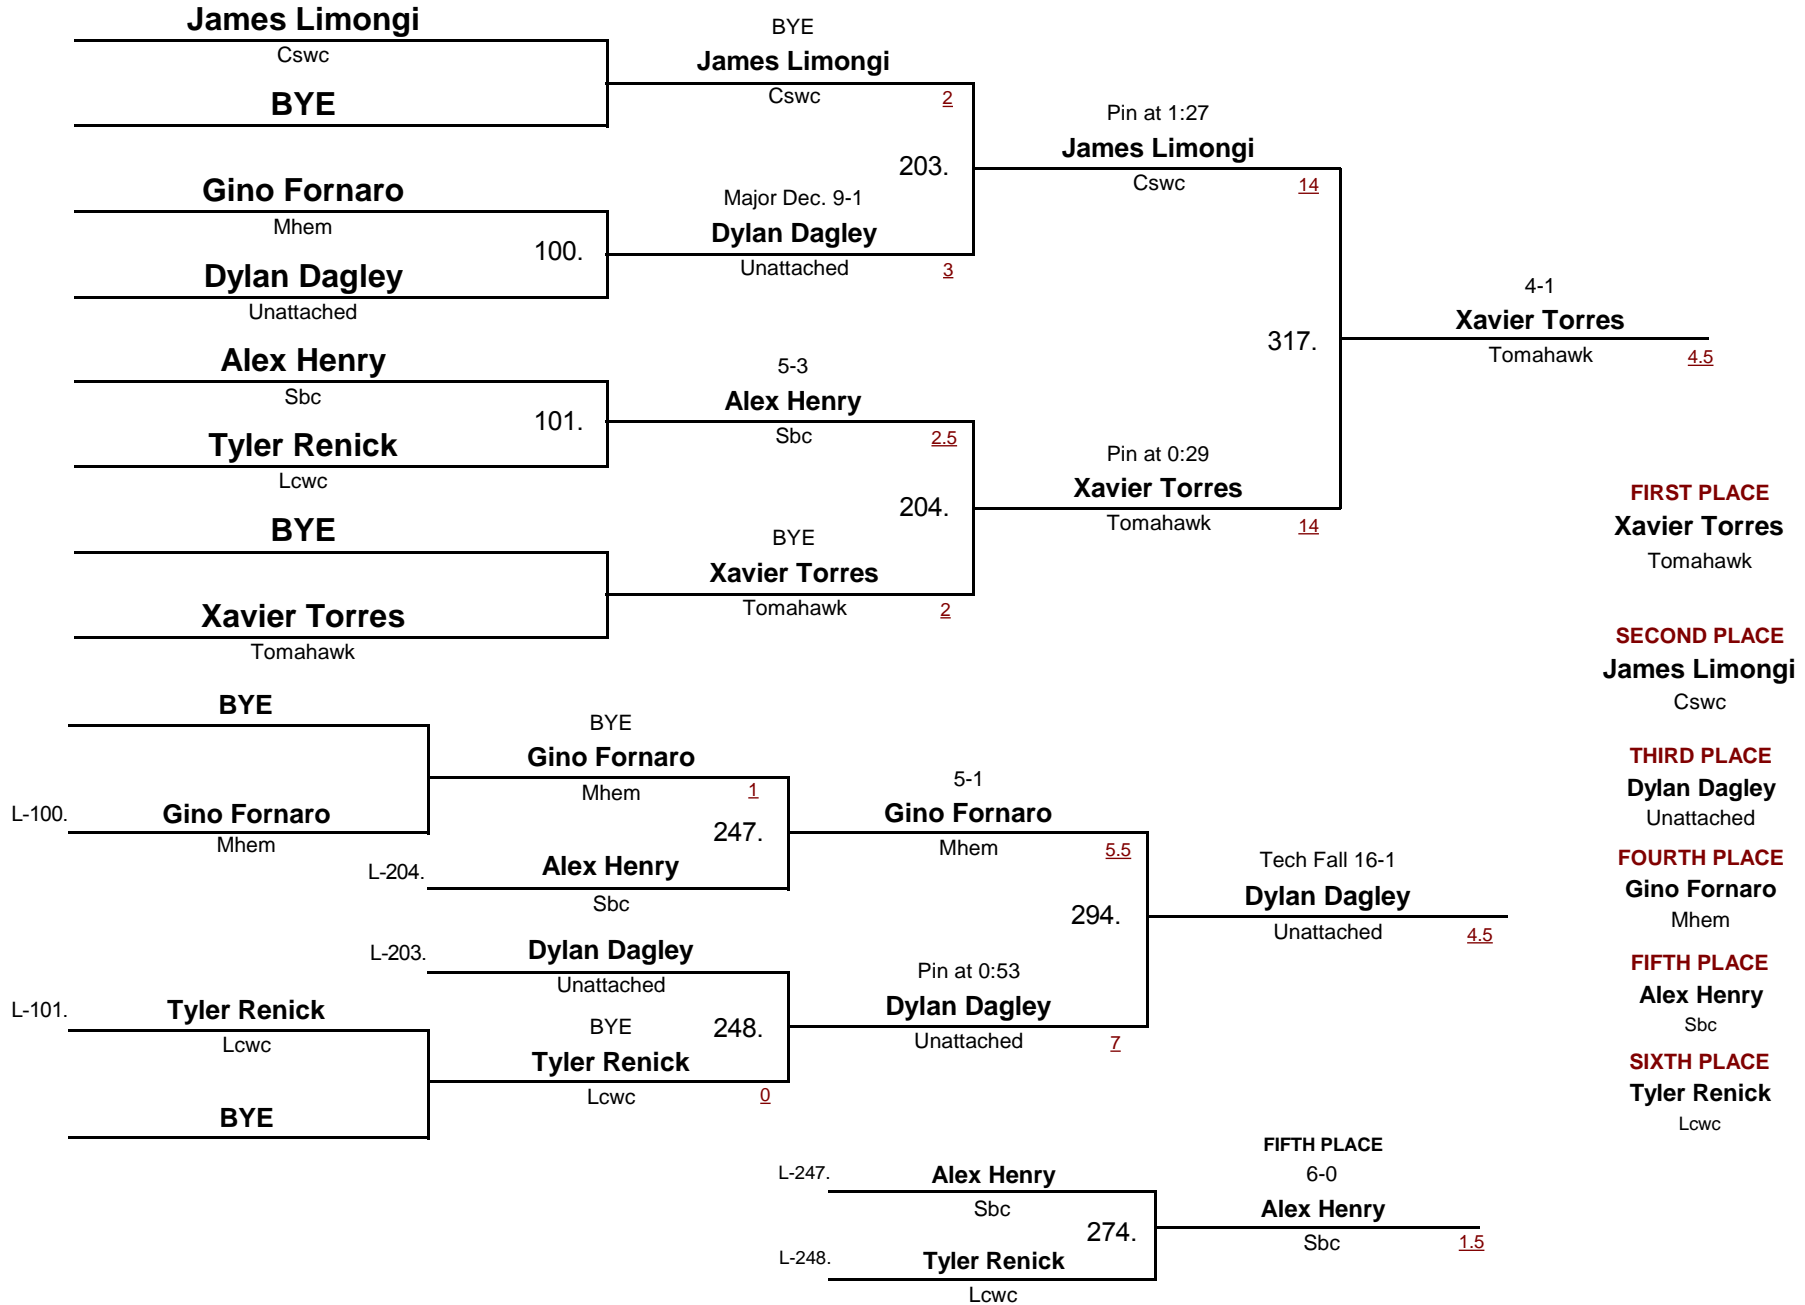 James Limongi
Cswc
BYE
Gino Fornaro
Mhem
100.
Dylan Dagley
Unattached
Alex Henry
Sbc
101.
Tyler Renick
Lcwc
BYE
Xavier Torres
Tomahawk
BYE
James Limongi
Cswc 2
203.
Major Dec. 9-1
Dylan Dagley
Unattached 3
5-3
Alex Henry
Sbc 2.5
204.
BYE
Xavier Torres
Tomahawk 2
Pin at 1:27
James Limongi
Cswc 14
317.
Pin at 0:29
Xavier Torres
Tomahawk 14
4-1
Xavier Torres
Tomahawk 4.5
FIRST PLACE
Xavier Torres
Tomahawk
SECOND PLACE
James Limongi
Cswc
THIRD PLACE
Dylan Dagley
Unattached
FOURTH PLACE
Gino Fornaro
Mhem
FIFTH PLACE
Alex Henry
Sbc
SIXTH PLACE
Tyler Renick
Lcwc
BYE
L-100. Gino Fornaro
Mhem
BYE
Gino Fornaro
Mhem 1
247.
L-204. Alex Henry
Sbc
L-203. Dylan Dagley
Unattached
L-101. Tyler Renick
Lcwc
BYE
BYE 248.
Tyler Renick
Lcwc 0
5-1
Gino Fornaro
Mhem 5.5
294.
Pin at 0:53
Dylan Dagley
Unattached 7
Tech Fall 16-1
Dylan Dagley
Unattached 4.5
L-247. Alex Henry
Sbc
274.
L-248. Tyler Renick
Lcwc
FIFTH PLACE
6-0
Alex Henry
Sbc 1.5